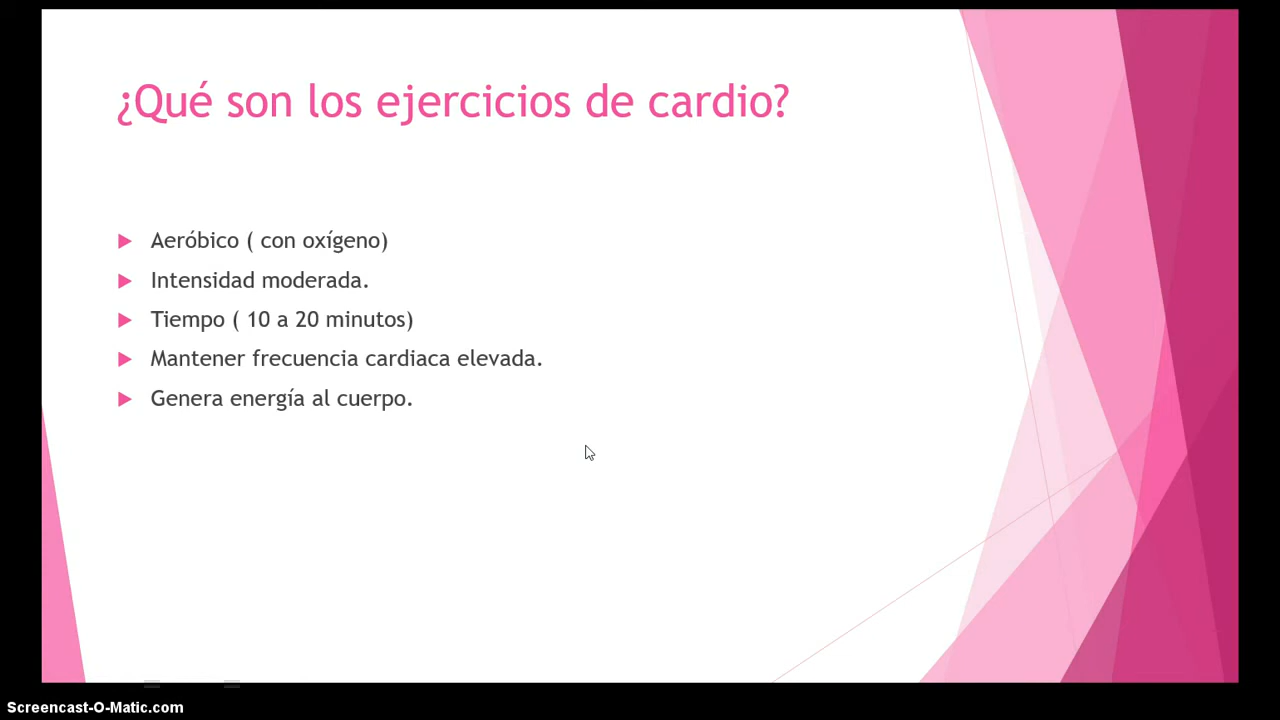 ¿Qué son los ejercicios de cardio?
Aeróbico ( con oxígeno)
Intensidad moderada.
Tiempo ( 10 a 20 minutos)
Mantener frecuencia cardiaca elevada.
Genera energía al cuerpo.
Screencast-O-Matic.com